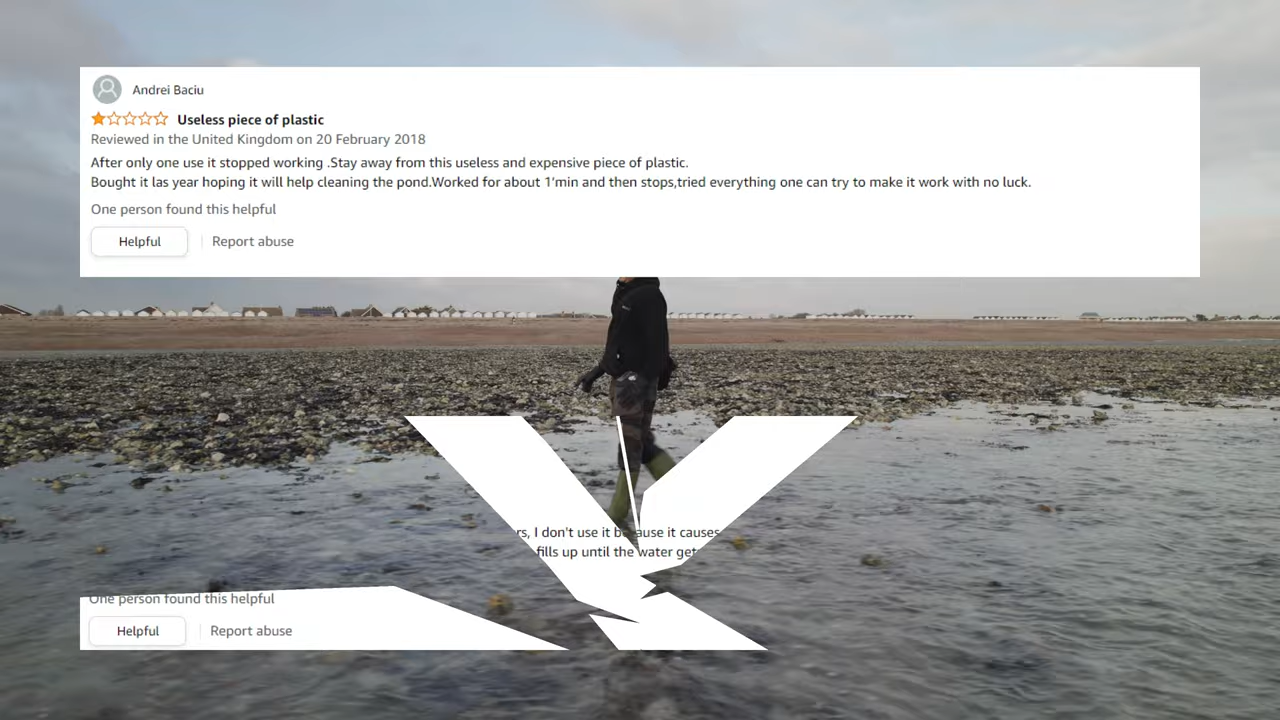 Andrei Baciu
Useless piece of plastic
Reviewed in the United Kingdom on 20 February 2018
After only one use it stopped working .Stay away from this useless and expensive piece of plastic.
Bought it las year hoping it will help cleaning the pond.Worked for about 1'min and then stops,tried everything one can try to make it work with no luck.
One person found this helpful
Helpful
Report abuse
I don't use it because it causes
fills up until the water
One person found this helpful
Helpful
Report abuse